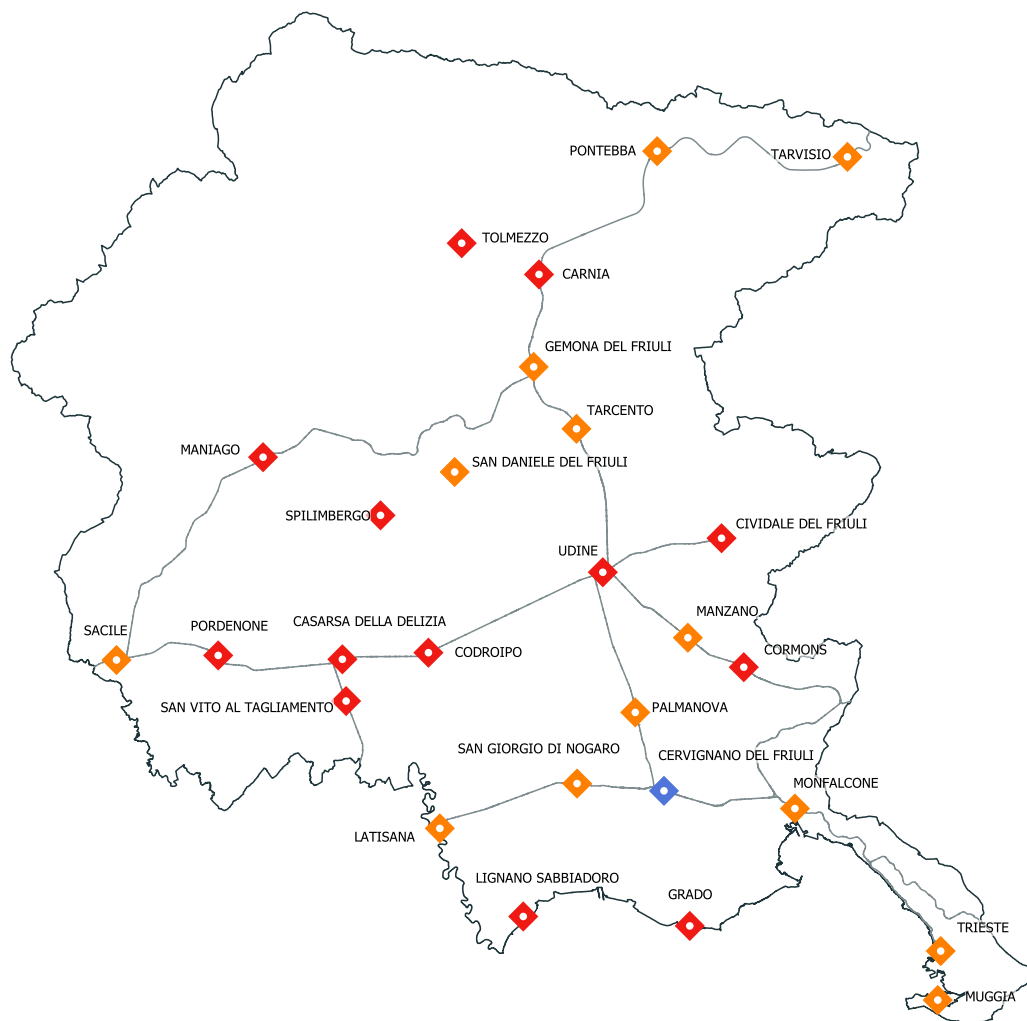 PONTEBBA
TARVISIO
TOLMEZZO
CARNIA
GEMONA DEL FRIULI
TARCENTO
MANIAGO
SAN DANIELE DEL FRIULI
SPILIMBERGO
CIVIDALE DEL FRIULI
UDINE
MANZANO
SACILE
PORDENONE
CASARSA DELLA DELIZIA
CODROIPO
CORMONS
SAN VITO AL TAGLIAMENTO
PALMANOVA
SAN GIORGIO DI NOGARO
CERVIGNANO DEL FRIULI
MONFALCONE
LATISANA
LIGNANO SABBIADORO
GRADO
TRIESTE
MUGGIA